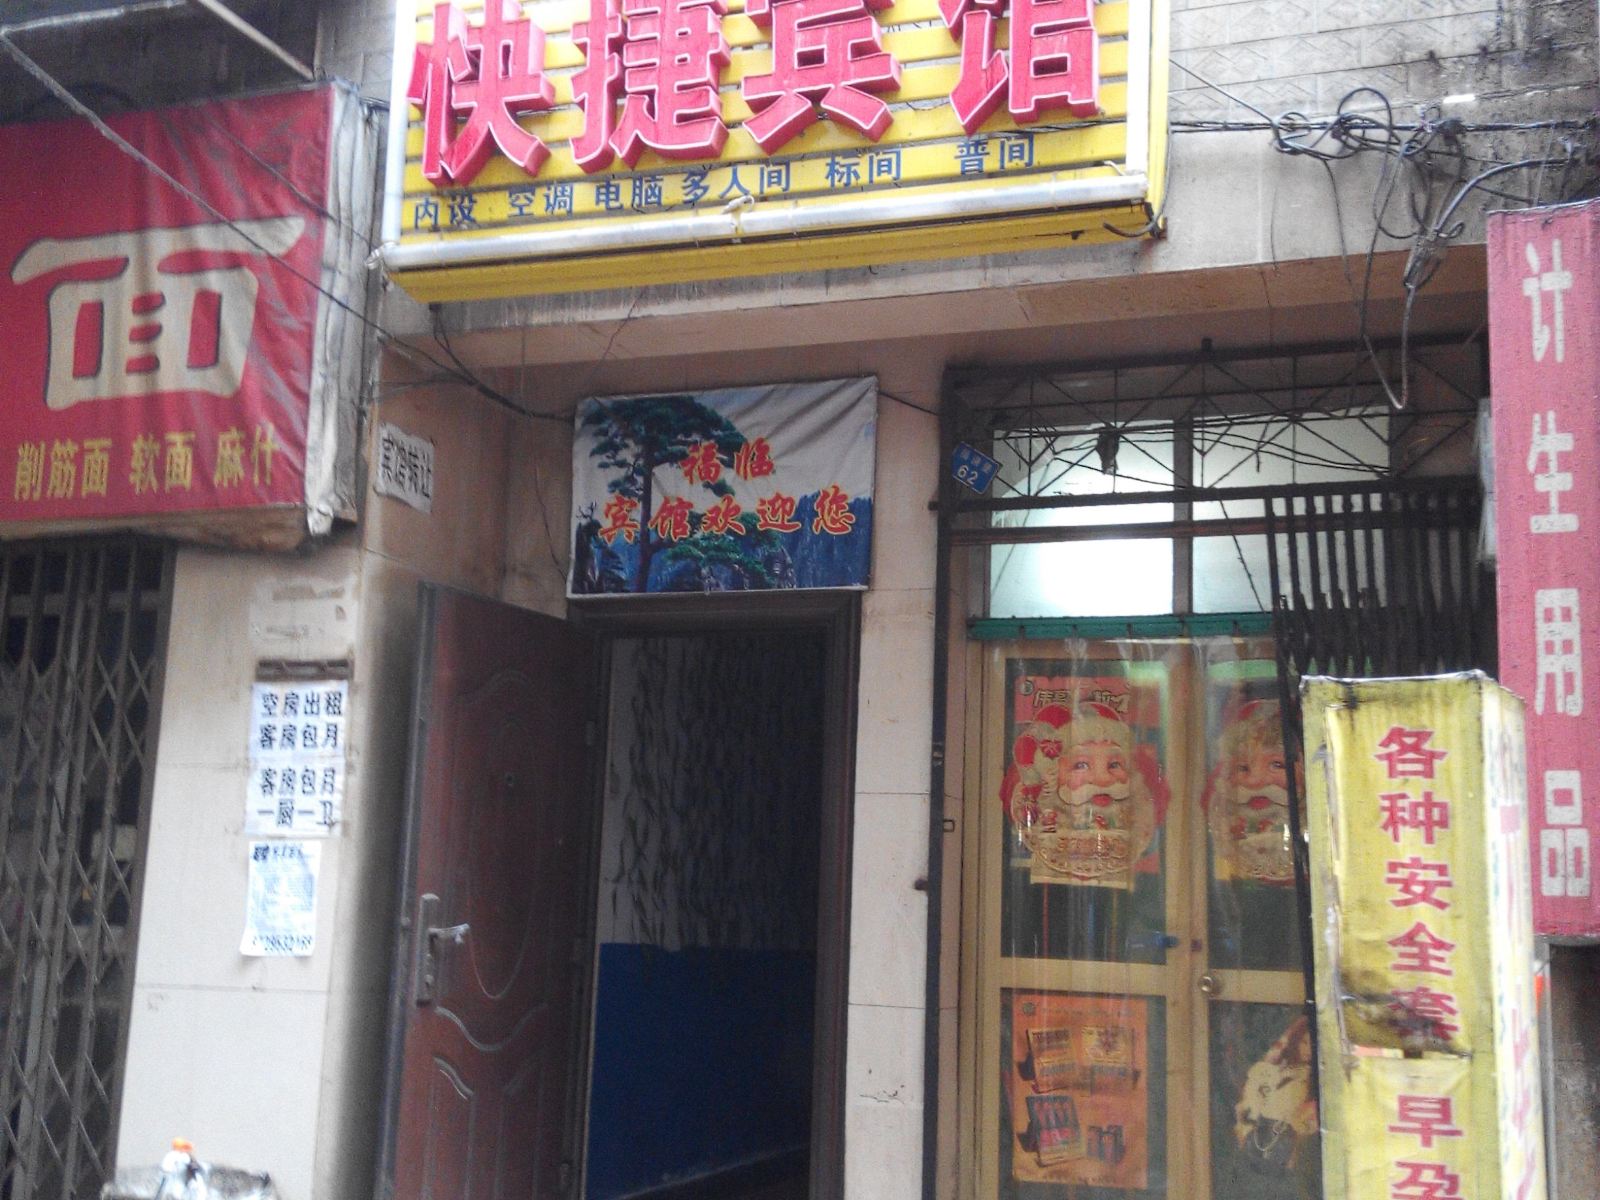 快捷宾馆
内设 空调 电脑 多人间 标间 普间
面
削筋面 软面 麻什
宾馆转让
福临
宾馆欢迎您
62
空房出租
客房包月
客房包月
一厨一卫
计生用品
各种安全套
早孕